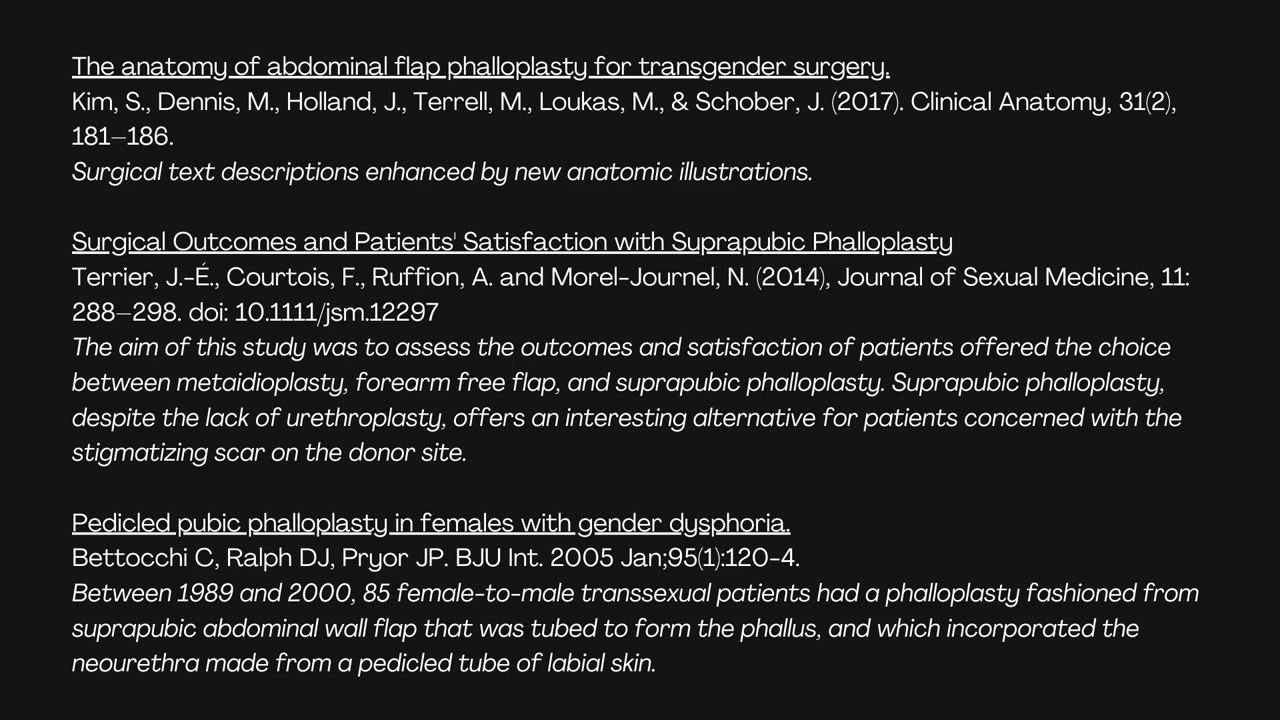 The anatomy of abdominal flap phalloplasty for transgender surgery.
Kim, S., Dennis, M., Holland, J., Terrell, M., Loukas, M., & Schober, J. (2017). Clinical Anatomy, 31(2),
181–186.
Surgical text descriptions enhanced by new anatomic illustrations.
Surgical Outcomes and Patients' Satisfaction with Suprapubic Phalloplasty
Terrier, J.-É., Courtois, F., Ruffion, A. and Morel-Journel, N. (2014), Journal of Sexual Medicine, 11:
288–298. doi: 10.1111/jsm.12297
The aim of this study was to assess the outcomes and satisfaction of patients offered the choice
between metaidioplasty, forearm free flap, and suprapubic phalloplasty. Suprapubic phalloplasty,
despite the lack of urethroplasty, offers an interesting alternative for patients concerned with the
stigmatizing scar on the donor site.
Pedicled pubic phalloplasty in females with gender dysphoria.
Bettocchi C, Ralph DJ, Pryor JP. BJU Int. 2005 Jan;95(1):120-4.
Between 1989 and 2000, 85 female-to-male transsexual patients had a phalloplasty fashioned from
suprapubic abdominal wall flap that was tubed to form the phallus, and which incorporated the
neourethra made from a pedicled tube of labial skin.